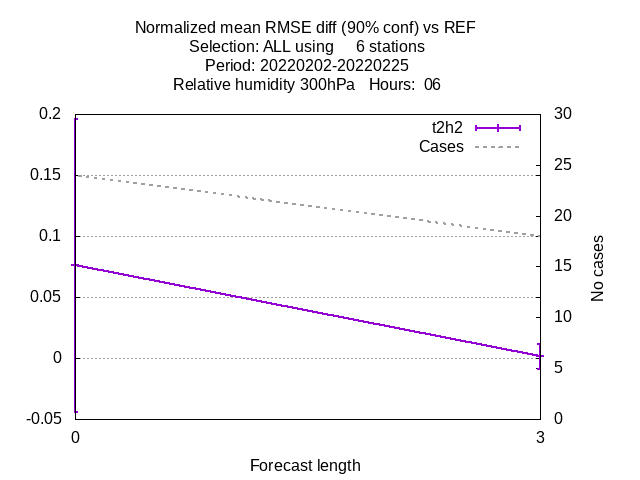 Normalized mean RMSE diff (90% conf) vs REF
Selection: ALL using     6 stations
Period: 20220202-20220225
Relative humidity 300hPa   Hours:  06
0.2
0.15
0.1
0.05
0
-0.05
30
25
20
15
10
5
0
t2h2
Cases
No cases
0
3
Forecast length